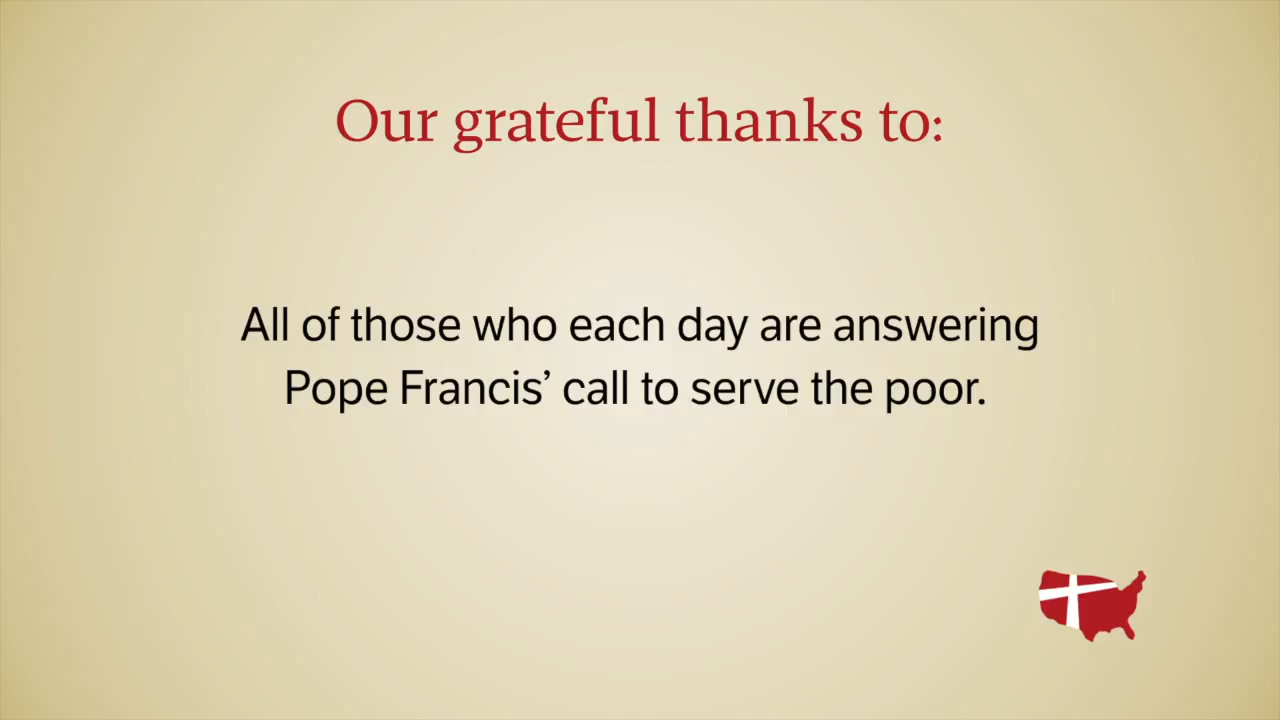 Our grateful thanks to:
All of those who each day are answering
Pope Francis’ call to serve the poor.